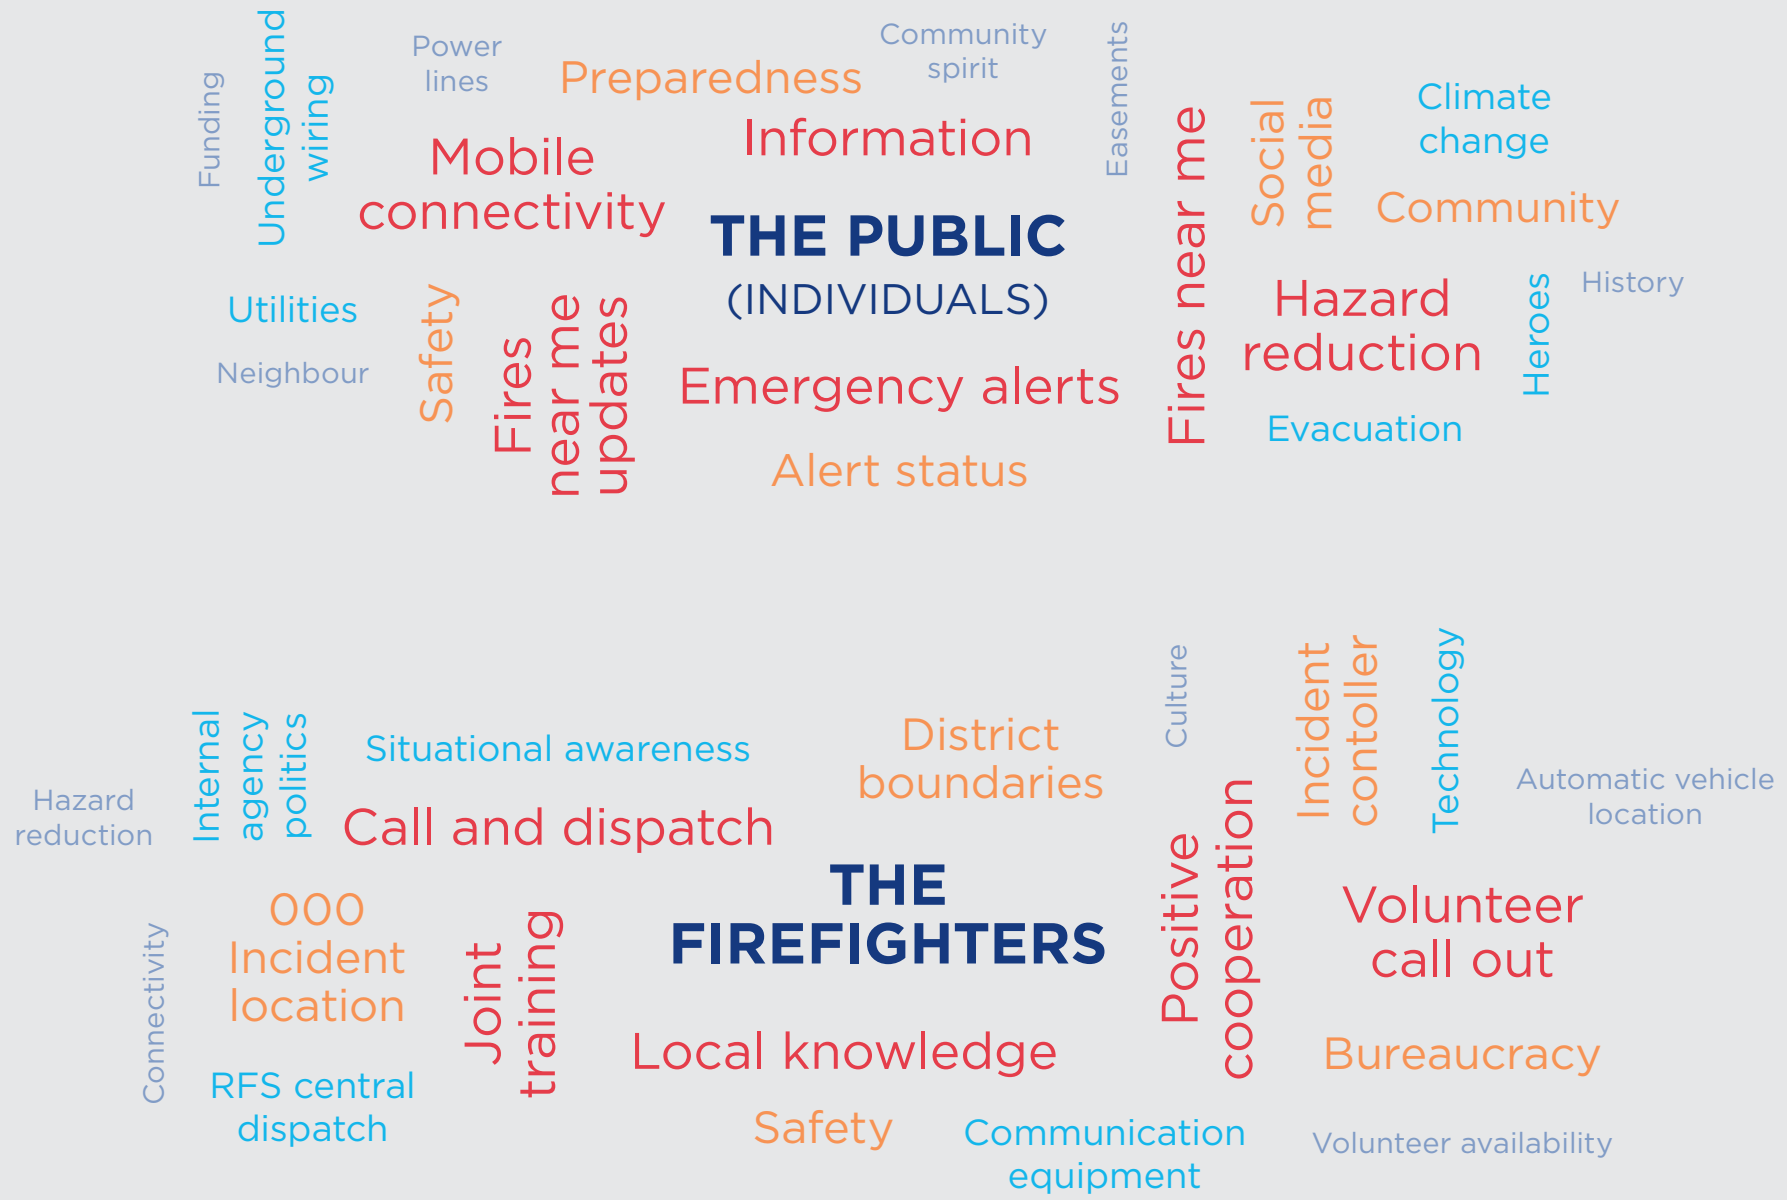 Funding
Underground
wiring
Power
lines
Preparedness
Community
spirit
Easements
Mobile
connectivity
Information
Fires near me
Social
media
Climate
change
Community
THE PUBLIC
(INDIVIDUALS)
Utilities
Neighbour
Safety
Fires
near me
updates
Emergency alerts
Alert status
Hazard
reduction
Heroes
History
Evacuation
Culture
Incident
contoller
Technology
Internal
agency
politics
Situational awareness
District
boundaries
Hazard
reduction
Call and dispatch
Positive
cooperation
Automatic vehicle
location
THE
FIREFIGHTERS
Connectivity
000
Incident
location
Joint
training
Volunteer
call out
Local knowledge
Bureaucracy
RFS central
dispatch
Safety
Communication
equipment
Volunteer availability